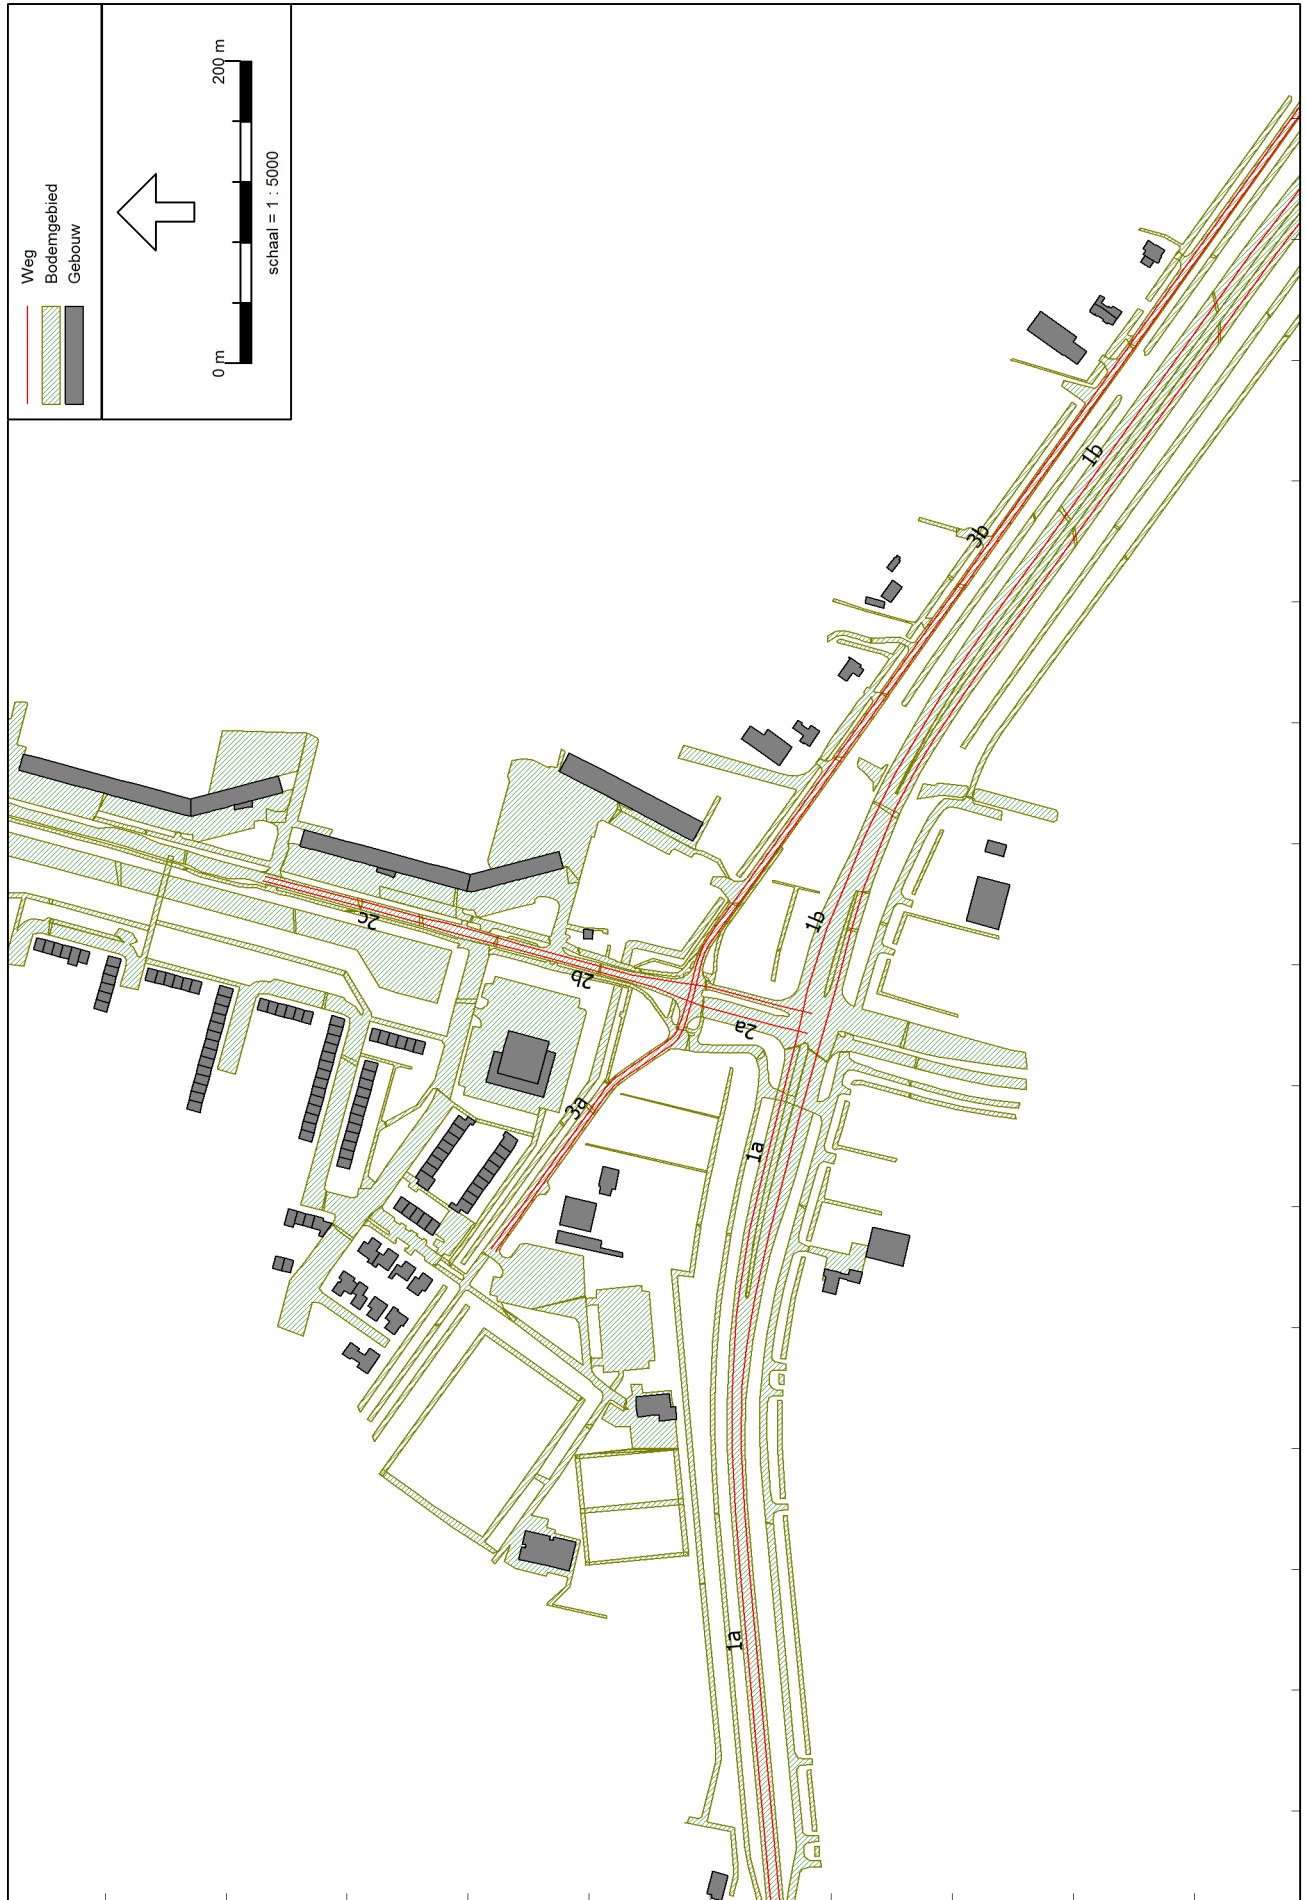 Weg
Bodemgebied
Gebouw
0 m
200 m
schaal = 1 : 5000
2c
2b
2a
3a
3b
1b
1b
1a
1a